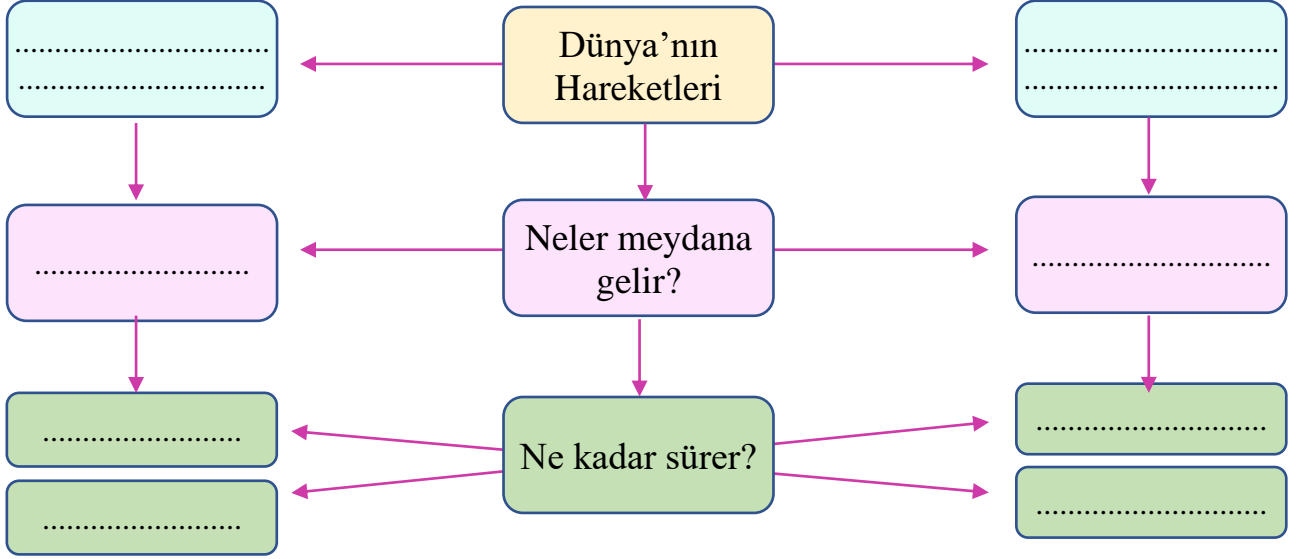 ................................
...............................
Dünya’nın
Hareketleri
................................
................................
...........................
Neler meydana
gelir?
..............................
.........................
.........................
Ne kadar sürer?
.............................
.............................